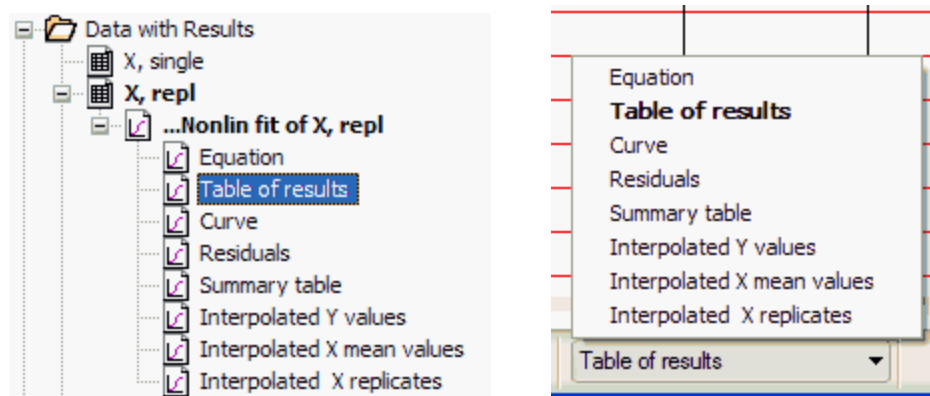 Data with Results
X, single
X, repl
...Nonlin fit of X, repl
Equation
Table of results
Curve
Residuals
Summary table
Interpolated Y values
Interpolated X mean values
Interpolated X replicates
Equation
Table of results
Curve
Residuals
Summary table
Interpolated Y values
Interpolated X mean values
Interpolated X replicates
Table of results